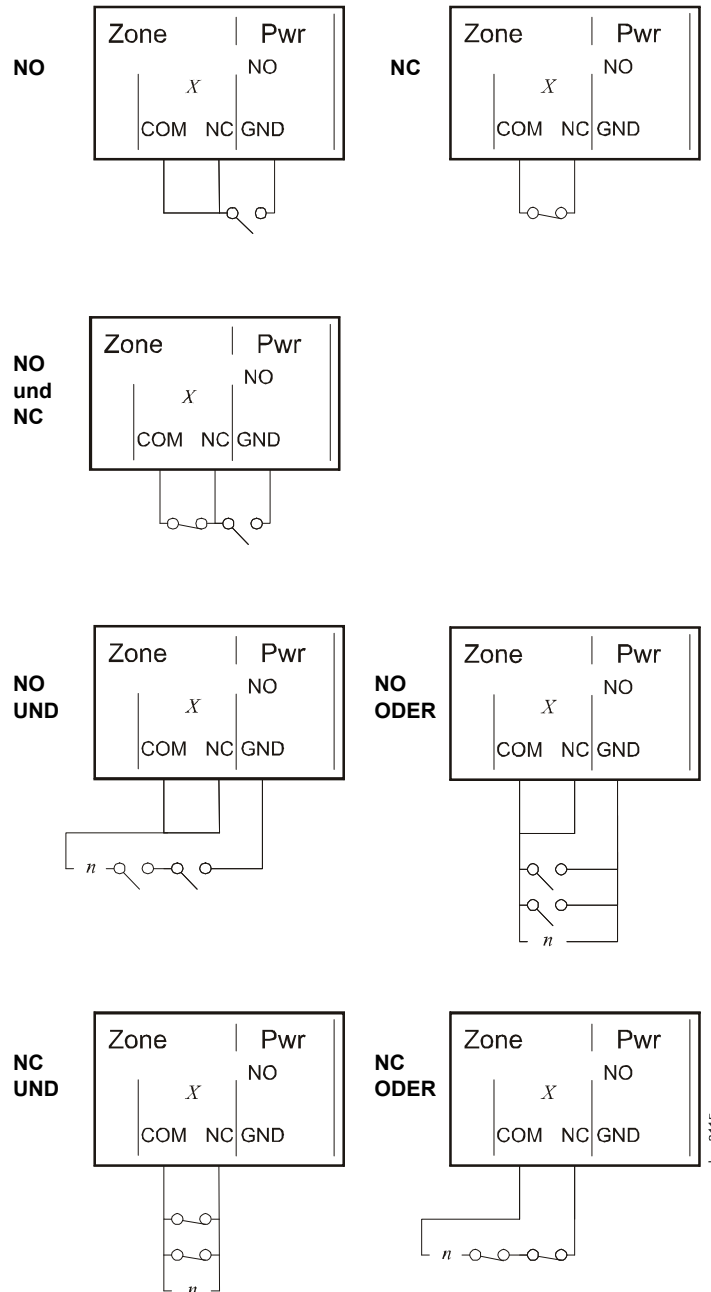 NO
Zone | Pwr
NO
X
COM NC GND
NC
Zone | Pwr
NO
X
COM NC GND
NO
und
NC
Zone | Pwr
NO
X
COM NC GND
NO
UND
Zone | Pwr
NO
X
COM NC GND
n
NO
ODER
Zone | Pwr
NO
X
COM NC GND
n
NC
UND
Zone | Pwr
NO
X
COM NC GND
n
NC
ODER
Zone | Pwr
NO
X
COM NC GND
n